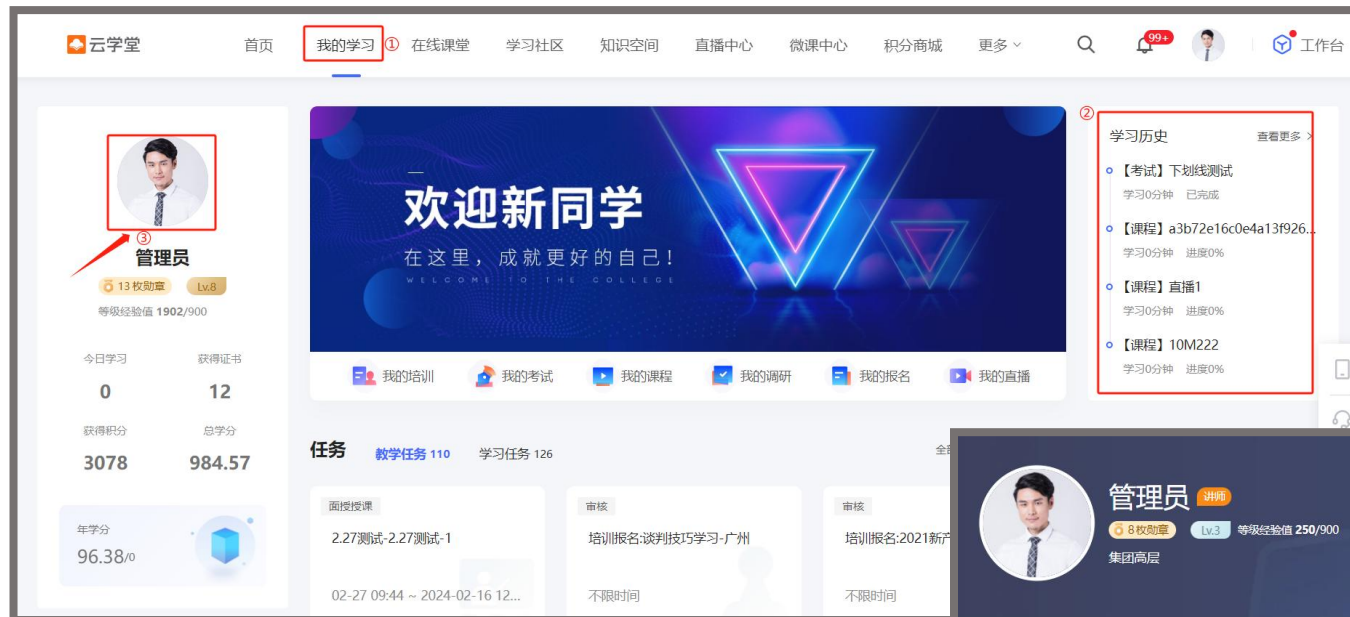 云学堂 首页 我的学习 ① 在线课堂 学习社区 知识空间 直播中心 微课中心 积分商城 更多 99+ 工作台
③
管理员
13枚勋章 Lv.8
等级经验值 1902/900
今日学习 获得证书
0 12
获得积分 总学分
3078 984.57
年学分
96.38/0
欢迎新同学
在这里，成就更好的自己！
WELCOME TO THE COLLEGE
我的培训 我的考试 我的课程 我的调研 我的报名 我的直播
②
学习历史 查看更多 >
【考试】下划线测试
学习0分钟 已完成
【课程】a3b72e16c0e4a13f926...
学习0分钟 进度0%
【课程】直播1
学习0分钟 进度0%
【课程】10M222
学习0分钟 进度0%
任务 教学任务 110 学习任务 126
面授授课
2.27测试-2.27测试-1
02-27 09:44 ~ 2024-02-16 12...
审核
培训报名:谈判技巧学习-广州
不限时间
审核
培训报名:2021新产
不限时间
管理员 讲师
8枚勋章 Lv.3 等级经验值 250/900
集团高层